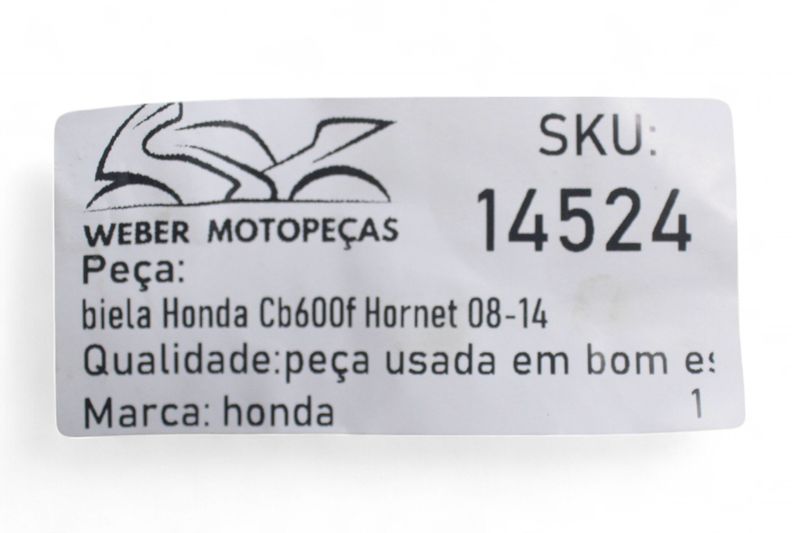 WEBER MOTOPEÇAS
SKU:
14524
Peça:
biela Honda Cb600f Hornet 08-14
Qualidade:peça usada em bom es
Marca: honda
1